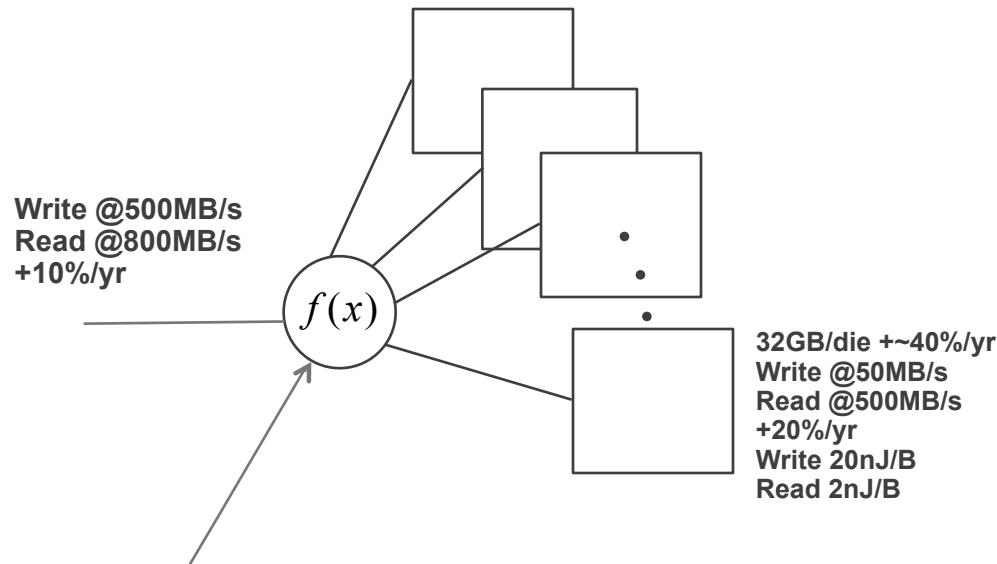 Write @500MB/s
Read @800MB/s
+10%/yr
f(x)
32GB/die +~40%/yr
Write @50MB/s
Read @500MB/s
+20%/yr
Write 20nJ/B
Read 2nJ/B